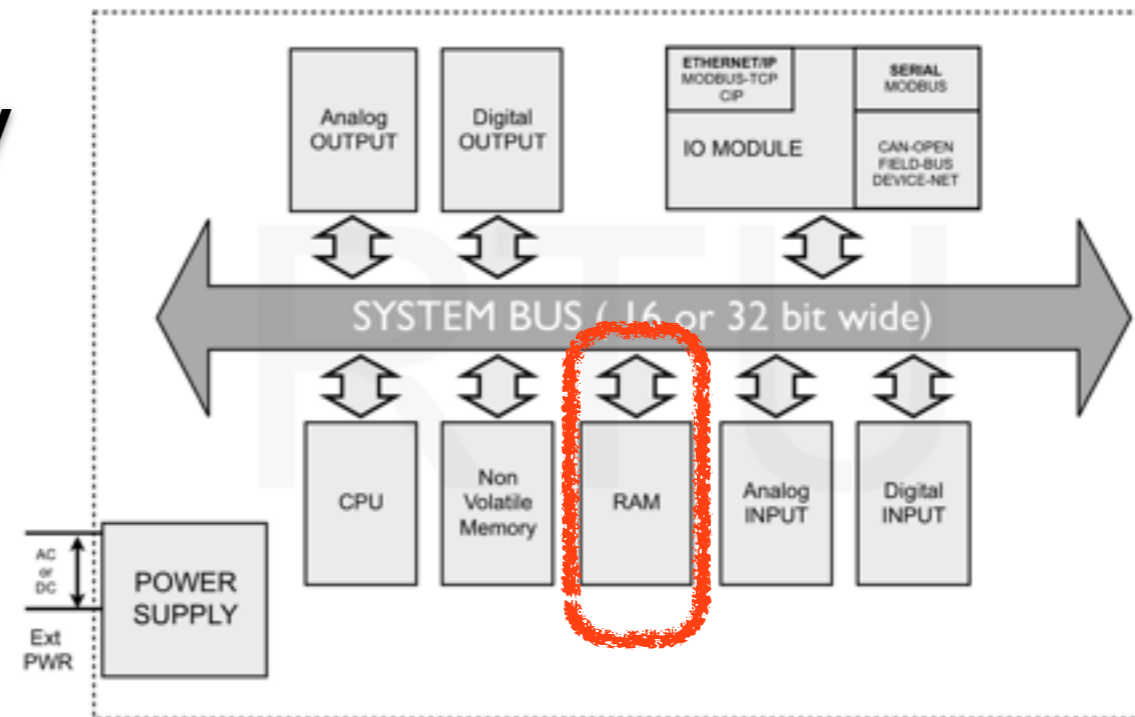 Analog
OUTPUT
Digital
OUTPUT
ETHERNET/IP
MODBUS-TCP
CIP
IO MODULE
SERIAL
MODBUS
CAN-OPEN
FIELD-BUS
DEVICE-NET
SYSTEM BUS ( 16 or 32 bit wide)
RTU
CPU
Non
Volatile
Memory
RAM
Analog
INPUT
Digital
INPUT
AC
or
DC
Ext
PWR
POWER
SUPPLY